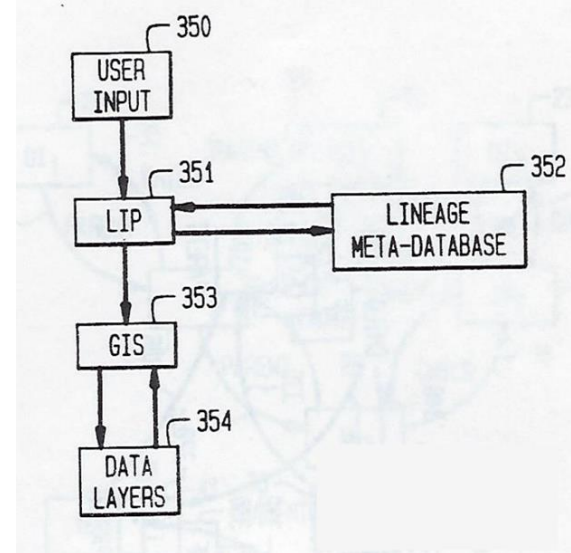 350
USER
INPUT
351
LIP
352
LINEAGE
META-DATABASE
353
GIS
354
DATA
LAYERS